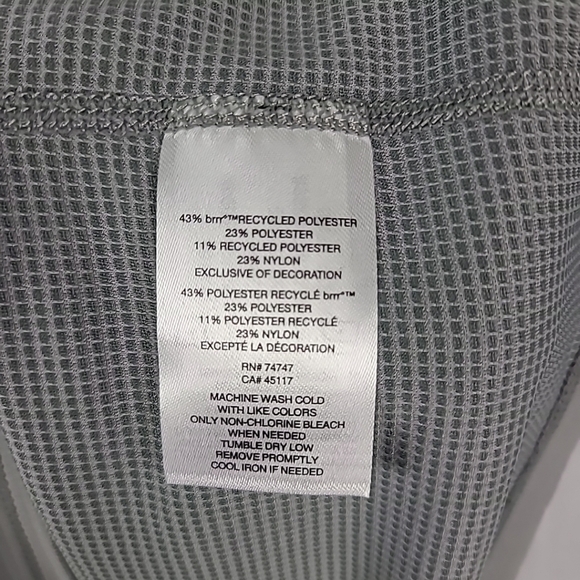 43% brrr°™RECYCLED POLYESTER
23% POLYESTER
11% RECYCLED POLYESTER
23% NYLON
EXCLUSIVE OF DECORATION
43% POLYESTER RECYCLÉ brrr°™
23% POLYESTER
11% POLYESTER RECYCLÉ
23% NYLON
EXCEPTÉ LA DÉCORATION
RN# 74747
CA# 45117
MACHINE WASH COLD
WITH LIKE COLORS
ONLY NON-CHLORINE BLEACH
WHEN NEEDED
TUMBLE DRY LOW
REMOVE PROMPTLY
COOL IRON IF NEEDED